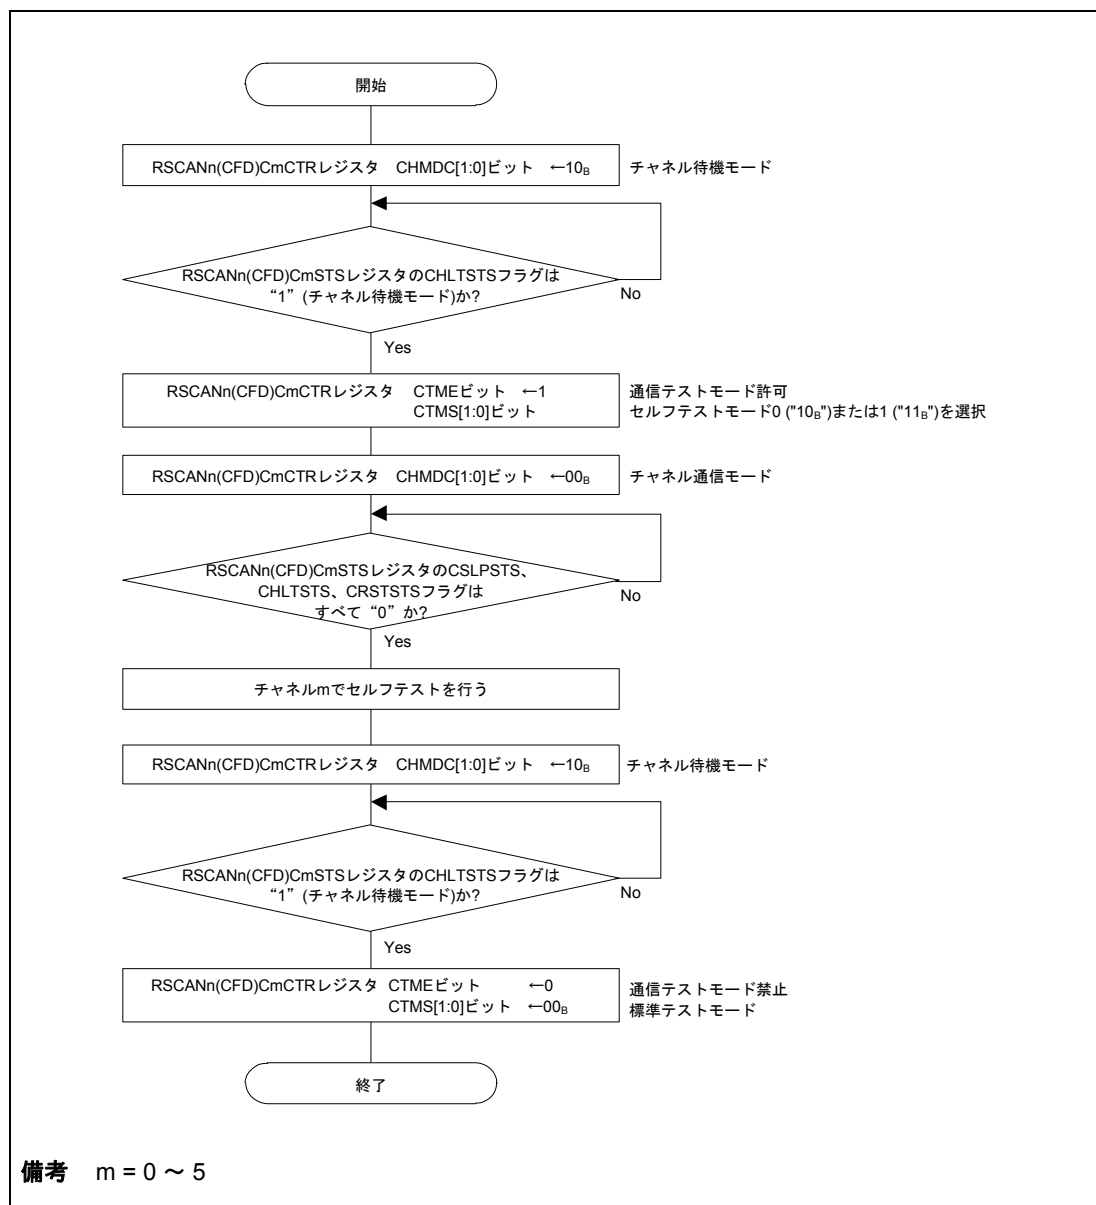 開始
RSCANn(CFD)CmCTRレジスタ CHMDC[1:0]ビット ←10B チャネル待機モード
RSCANn(CFD)CmSTSレジスタのCHLTSTSフラグは
“1”(チャネル待機モード)か?
No
Yes
RSCANn(CFD)CmCTRレジスタ CTMEビット ←1 通信テストモード許可
CTMS[1:0]ビット セルフテストモード0 ("10B")または1 ("11B")を選択
RSCANn(CFD)CmCTRレジスタ CHMDC[1:0]ビット ←00B チャネル通信モード
RSCANn(CFD)CmSTSレジスタのCSLPSTS、
CHLTSTS、CRSTSTSフラグは
すべて“0”か?
No
Yes
チャネルmでセルフテストを行う
RSCANn(CFD)CmCTRレジスタ CHMDC[1:0]ビット ←10B チャネル待機モード
RSCANn(CFD)CmSTSレジスタのCHLTSTSフラグは
“1”(チャネル待機モード)か?
No
Yes
RSCANn(CFD)CmCTRレジスタ CTMEビット ←0 通信テストモード禁止
CTMS[1:0]ビット ←00B 標準テストモード
終了
備考 m = 0 ～ 5